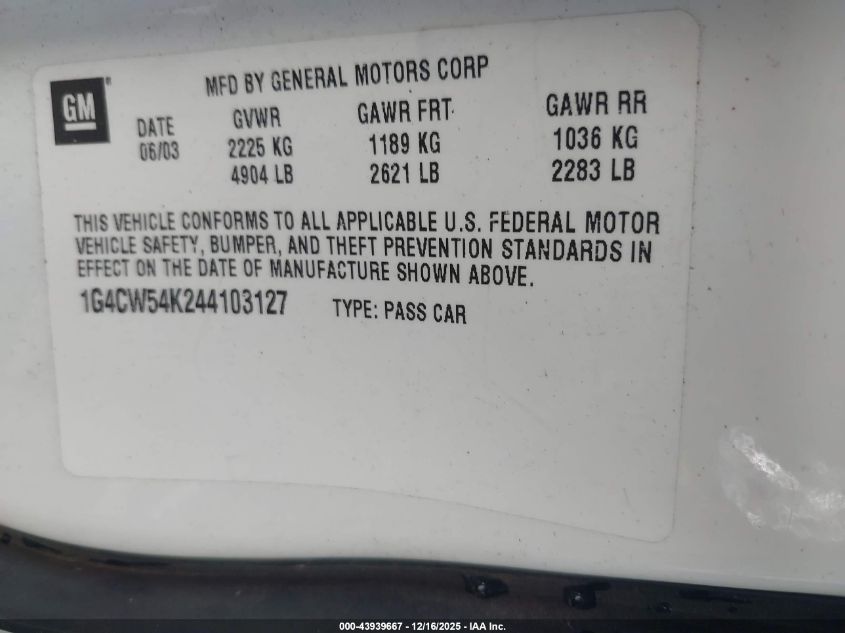 MFD BY GENERAL MOTORS CORP
GM
DATE GVWR GAWR FRT GAWR RR
06/03 2225 KG 1189 KG 1036 KG
4904 LB 2621 LB 2283 LB
THIS VEHICLE CONFORMS TO ALL APPLICABLE U.S. FEDERAL MOTOR
VEHICLE SAFETY, BUMPER, AND THEFT PREVENTION STANDARDS IN
EFFECT ON THE DATE OF MANUFACTURE SHOWN ABOVE.
1G4CW54K244103127 TYPE: PASS CAR
000-43939667 - 12/16/2025 - IAA Inc.